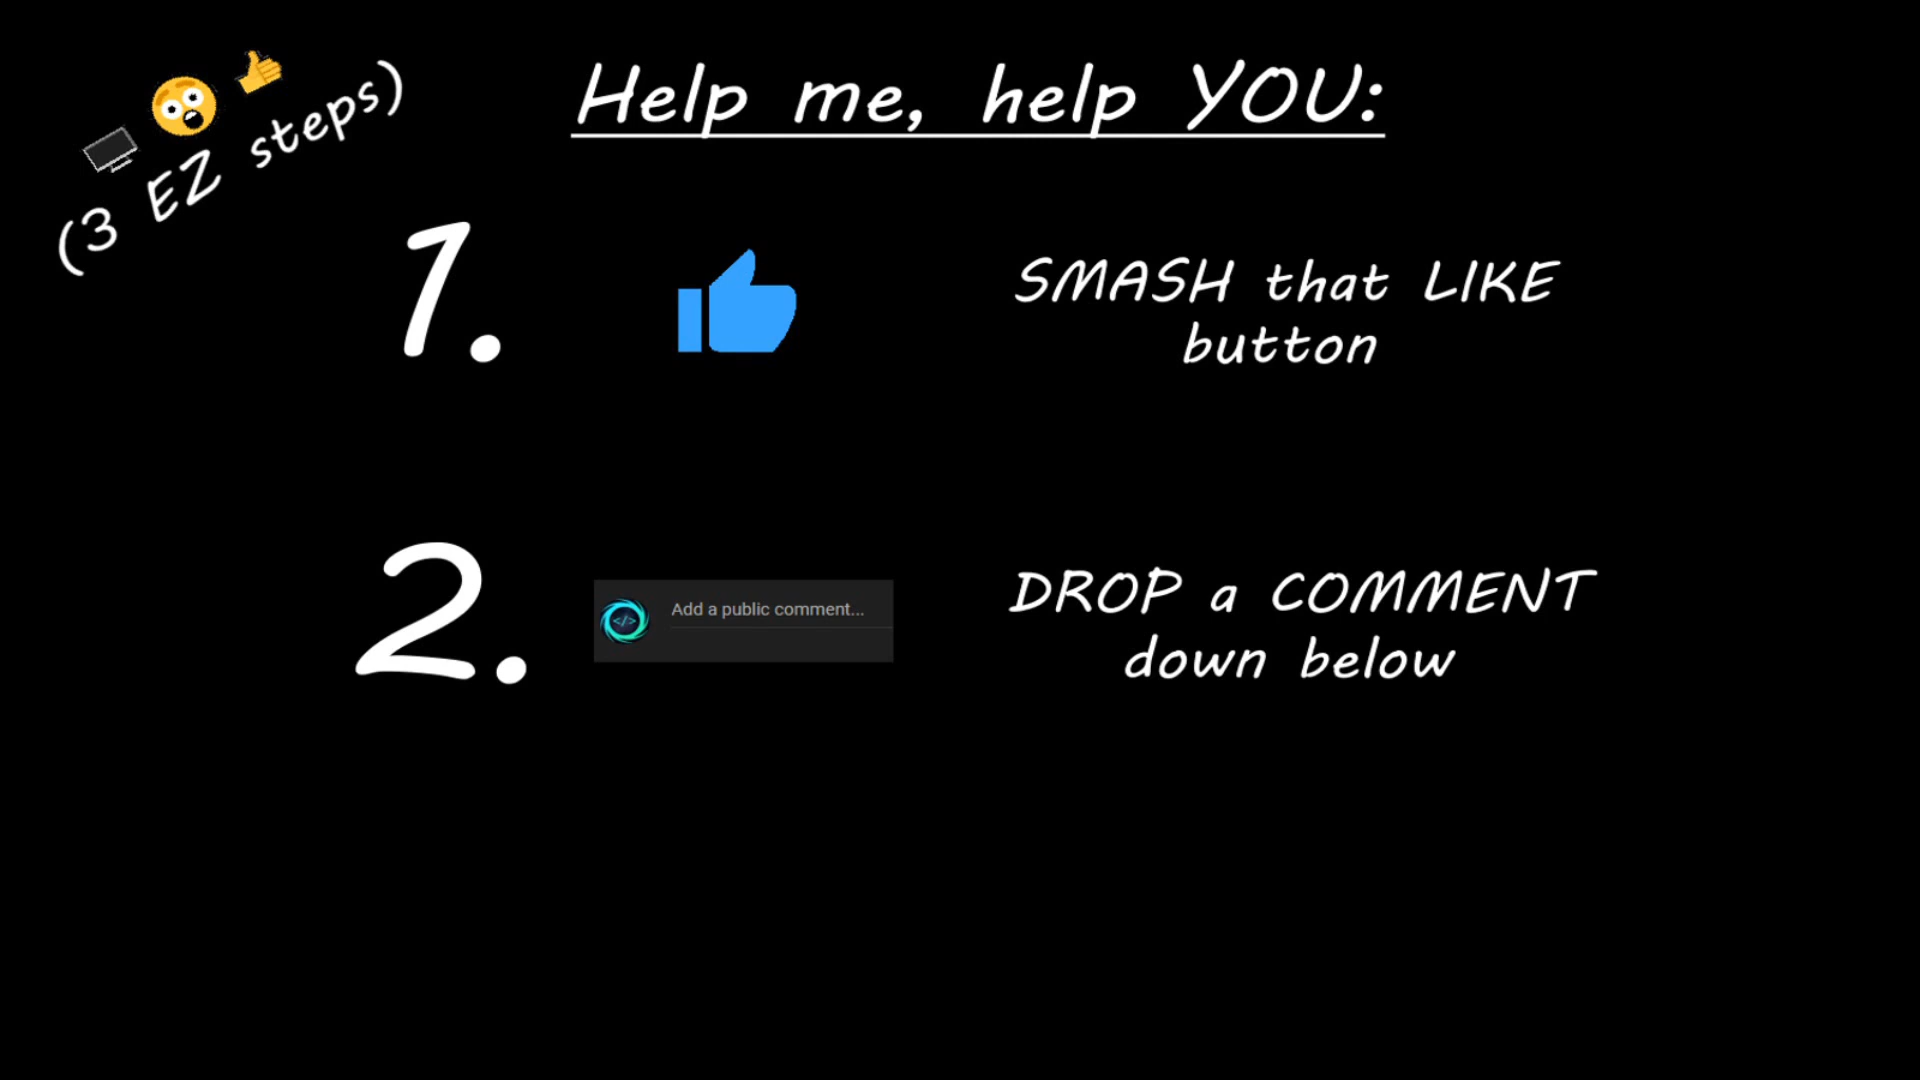 (3 EZ steps)
Help me, help YOU:
1.
SMASH that LIKE
button
2.
</>
Add a public comment...
DROP a COMMENT
down below